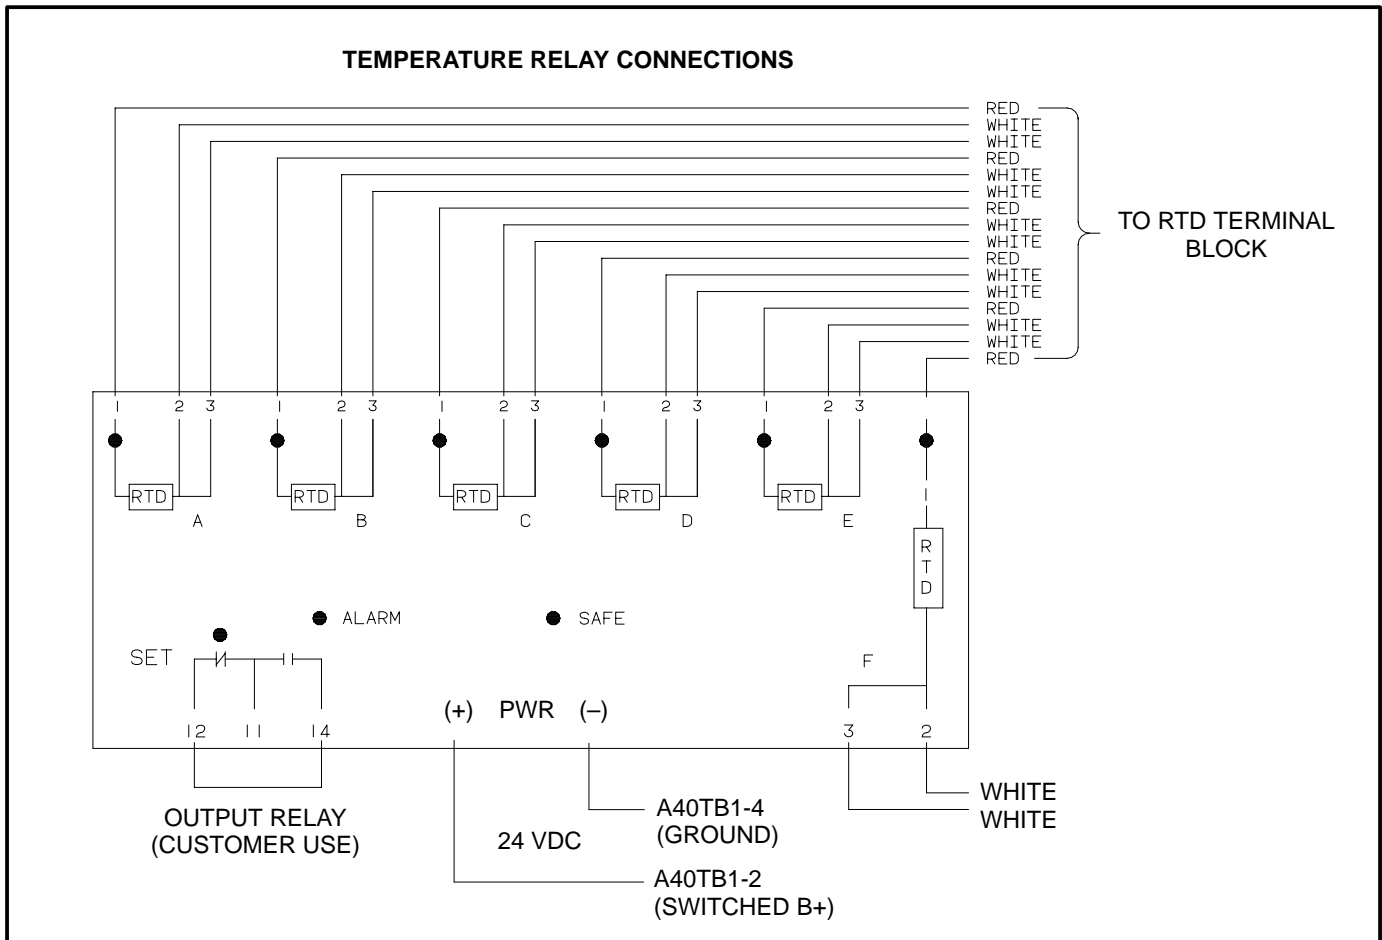 TEMPERATURE RELAY CONNECTIONS
RED
WHITE
WHITE
RED
WHITE
WHITE
RED
WHITE
WHITE
RED
WHITE
WHITE
RED
WHITE
WHITE
RED
TO RTD TERMINAL
BLOCK
1 2 3 1 2 3 1 2 3 1 2 3 1 2 3
RTD RTD RTD RTD RTD
1
A B C D E
RTD
ALARM SAFE
SET
F
(+) PWR (–)
12 11 14 3 2
WHITE
WHITE
OUTPUT RELAY
(CUSTOMER USE)
24 VDC
A40TB1-4
(GROUND)
A40TB1-2
(SWITCHED B+)